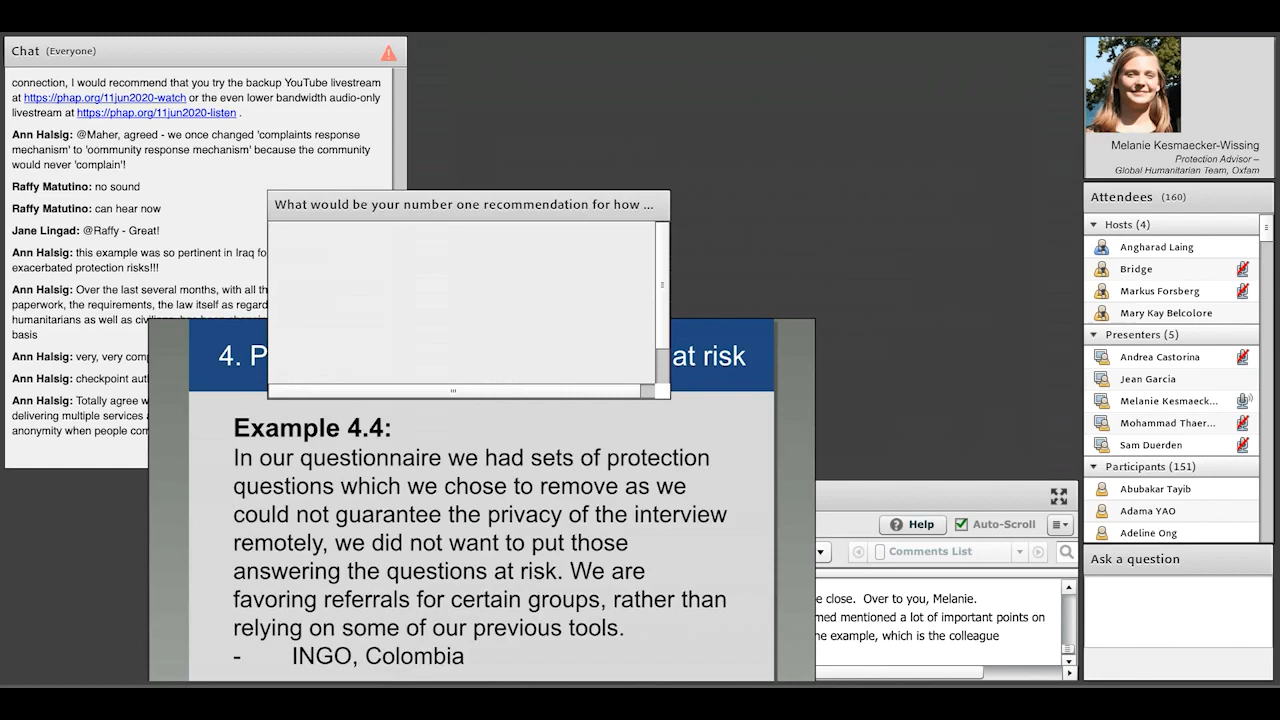 Chat (Everyone)
connection, I would recommend that you try the backup YouTube livestream
at https://phap.org/11jun2020-watch or the even lower bandwidth audio-only
livestream at https://phap.org/11jun2020-listen .
Ann Halsig: @Maher, agreed - we once changed 'complaints response
mechanism' to 'oommunity response mechanism' because the community
would never 'complain'!
Raffy Matutino: no sound
Raffy Matutino: can hear now
Jane Lingad: @Raffy - Great!
Ann Halsig: this example was so pertinent in Iraq fo
exacerbated protection risks!!!
Ann Halsig: Over the last several months, with all th
paperwork, the requirements, the law itself as regard
humanitarians as well as
basis
Ann Halsig: very, very comp
Ann Halsig: checkpoint aut
Ann Halsig: Totally agree w
delivering multiple services a
anonymity when people com
What would be your number one recommendation for how ...
4. P
at risk
Example 4.4:
In our questionnaire we had sets of protection
questions which we chose to remove as we
could not guarantee the privacy of the interview
remotely, we did not want to put those
answering the questions at risk. We are
favoring referrals for certain groups, rather than
relying on some of our previous tools.
- INGO, Colombia
Help
Auto-Scroll
Comments List
e close. Over to you, Melanie.
med mentioned a lot of important points on
ne example, which is the colleague
Melanie Kesmaecker-Wissing
Protection Advisor –
Global Humanitarian Team, Oxfam
Attendees (160)
Hosts (4)
Angharad Laing
Bridge
Markus Forsberg
Mary Kay Belcolore
Presenters (5)
Andrea Castorina
Jean Garcia
Melanie Kesmaeck...
Mohammad Thaer...
Sam Duerden
Participants (151)
Abubakar Tayib
Adama YAO
Adeline Ong
Ask a question